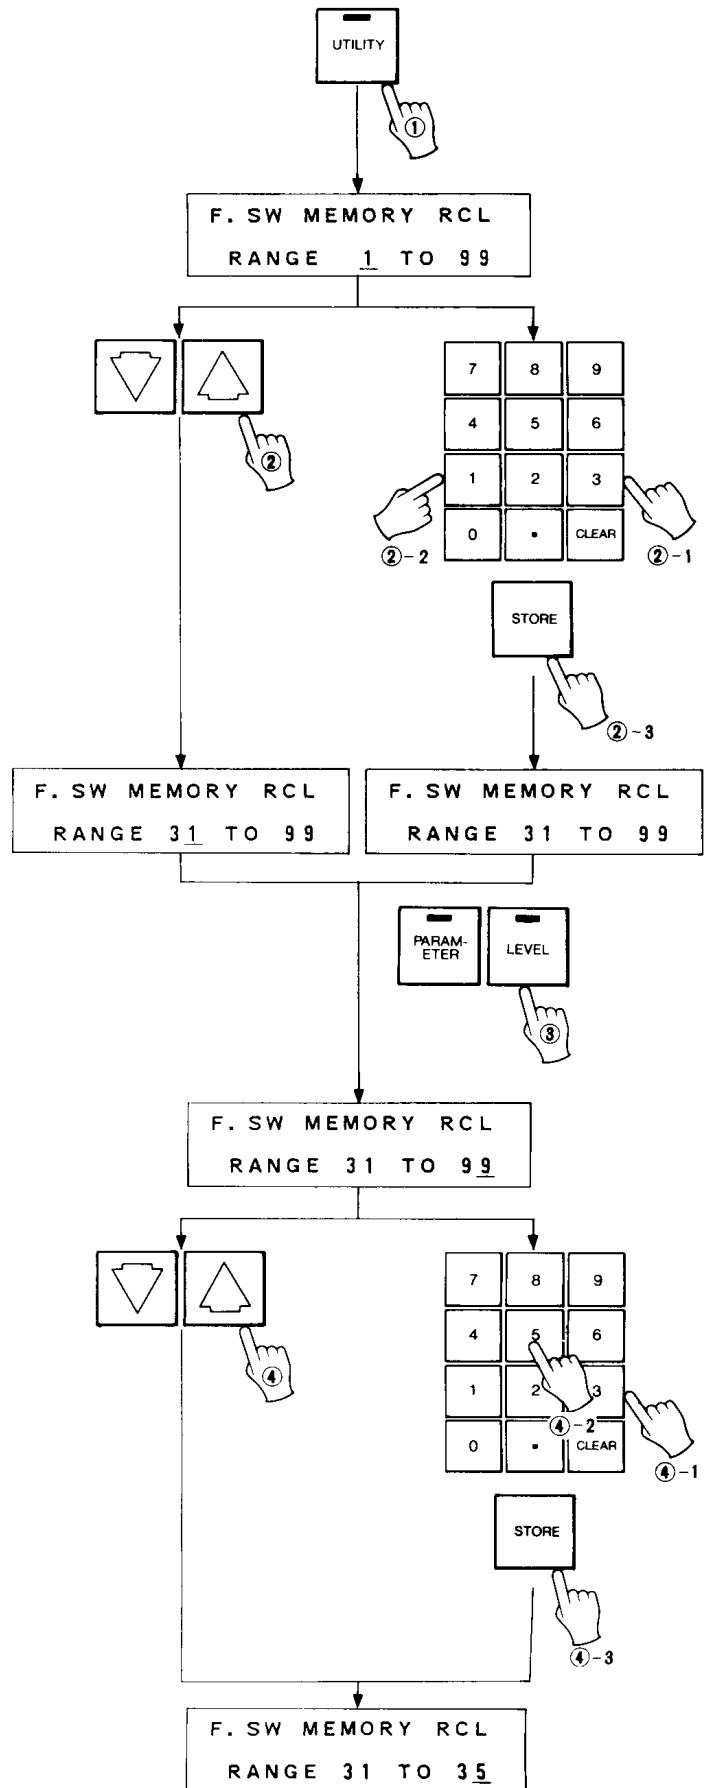 UTILITY
①
F. SW MEMORY RCL
RANGE 1 TO 99
②
7 8 9
4 5 6
1 2 3
0 . CLEAR
②-2
②-1
STORE
②-3
F. SW MEMORY RCL
RANGE 31 TO 99
F. SW MEMORY RCL
RANGE 31 TO 99
PARAM-
ETER
LEVEL
③
F. SW MEMORY RCL
RANGE 31 TO 99
④
7 8 9
4 5 6
1 2 3
④-2
0 . CLEAR
④-1
STORE
④-3
F. SW MEMORY RCL
RANGE 31 TO 35